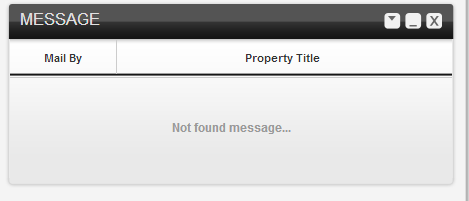 MESSAGE
Mail By Property Title
Not found message...